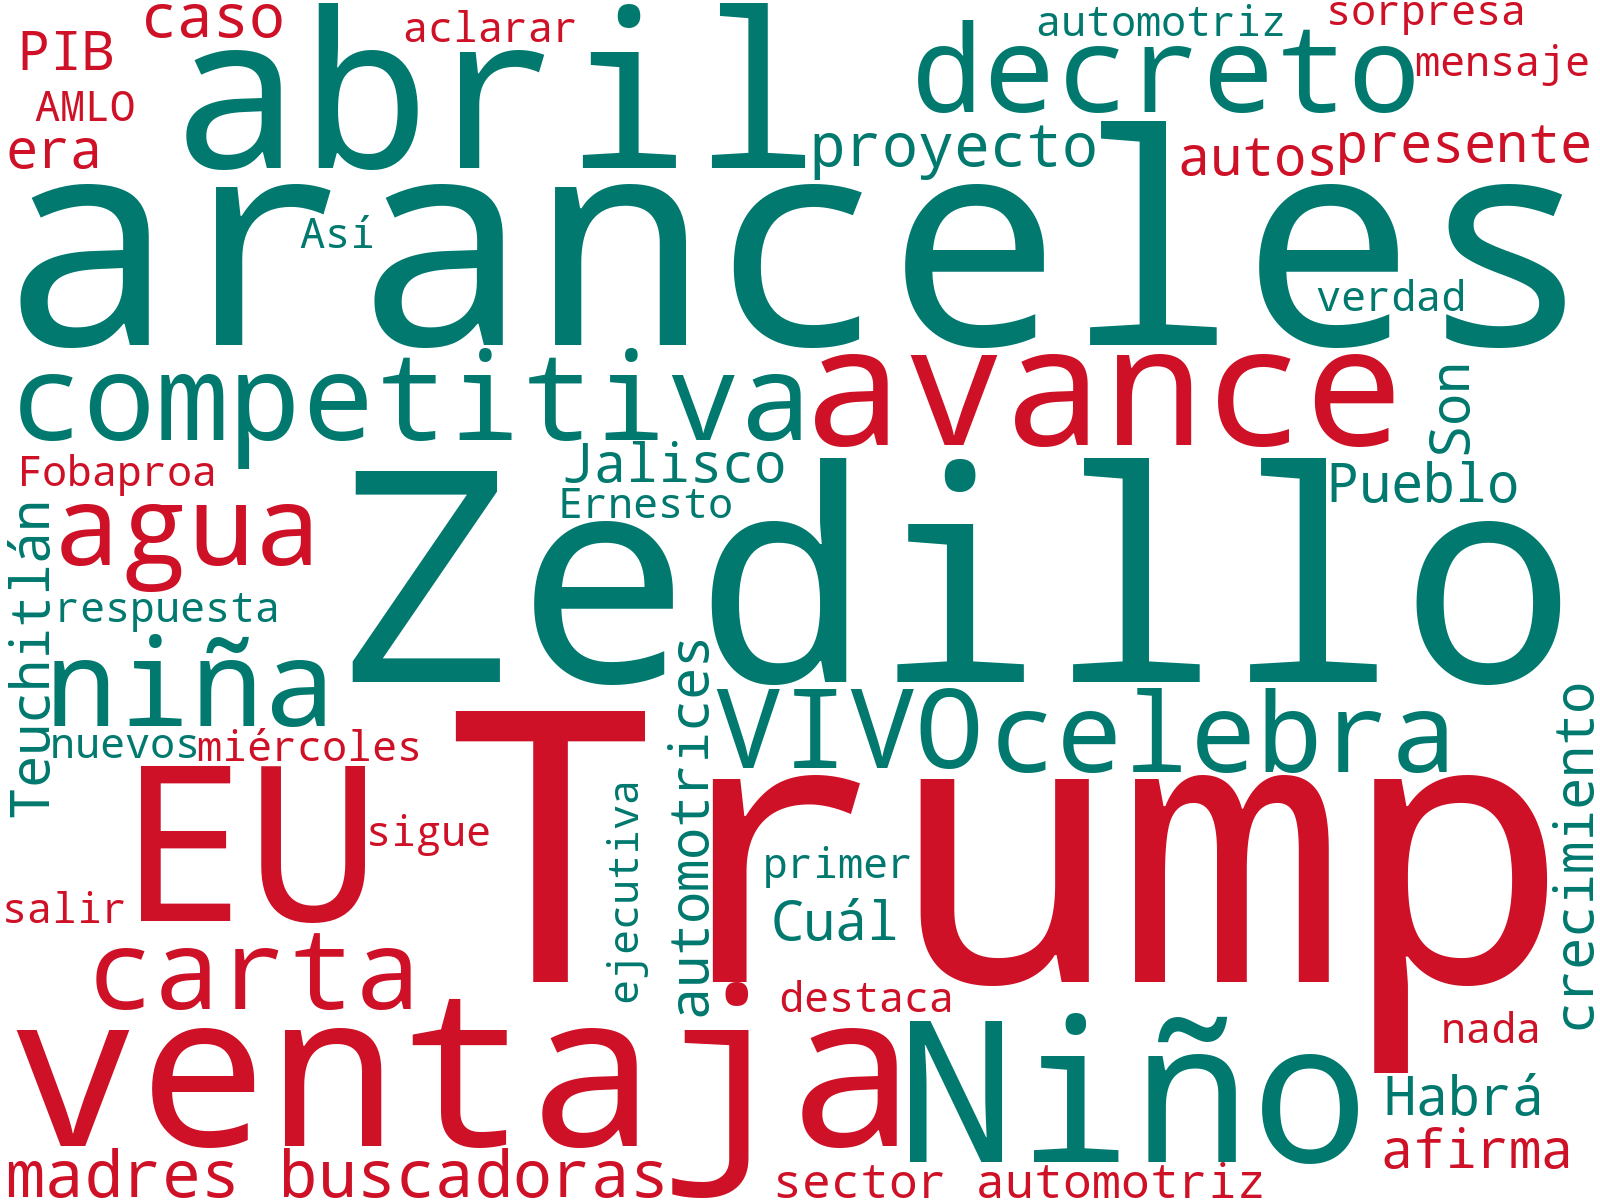 caso
aclarar
automotriz
sorpresa
PIB
abril
decreto
mensaje
AMLO
era
proyecto
autos
presente
aranceles
Así
verdad
competitiva
avance
Son
Fobaproa
Jalisco
Pueblo
agua
Ernesto
Zedillo
Teuchitlán
respuesta
niña
automotrices
VIVO
celebra
crecimiento
nuevos
miércoles
EU
Trump
sigue
ejecutiva
primer
salir
Cuál
carta
destaca
ventaja
Niño
nada
Habrá
afirma
madres buscadoras
sector automotriz